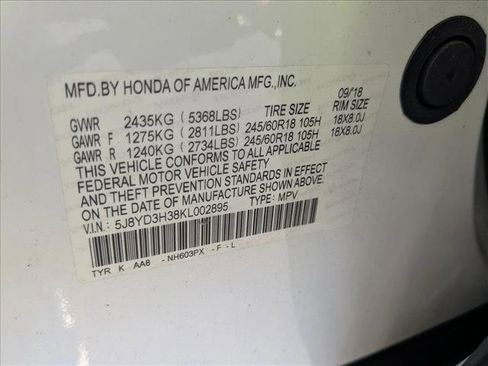 MFD.BY HONDA OF AMERICA MFG.,INC. 09/'18
TIRE SIZE RIM SIZE
GVWR 2435KG ( 5368LBS)
GAWR F 1275KG ( 2811LBS) 245/60R18 105H 18X8.0J
GAWR R 1240KG ( 2734LBS) 245/60R18 105H 18X8.0J
THIS VEHICLE CONFORMS TO ALL APPLICABLE
FEDERAL MOTOR VEHICLE SAFETY
AND THEFT PREVENTION STANDARDS IN EFFECT
ON THE DATE OF MANUFACTURE SHOWN ABOVE.
V.I.N.: 5J8YD3H38KL002895 TYPE: MPV
TYR K AA8 -NH603PX -F -L